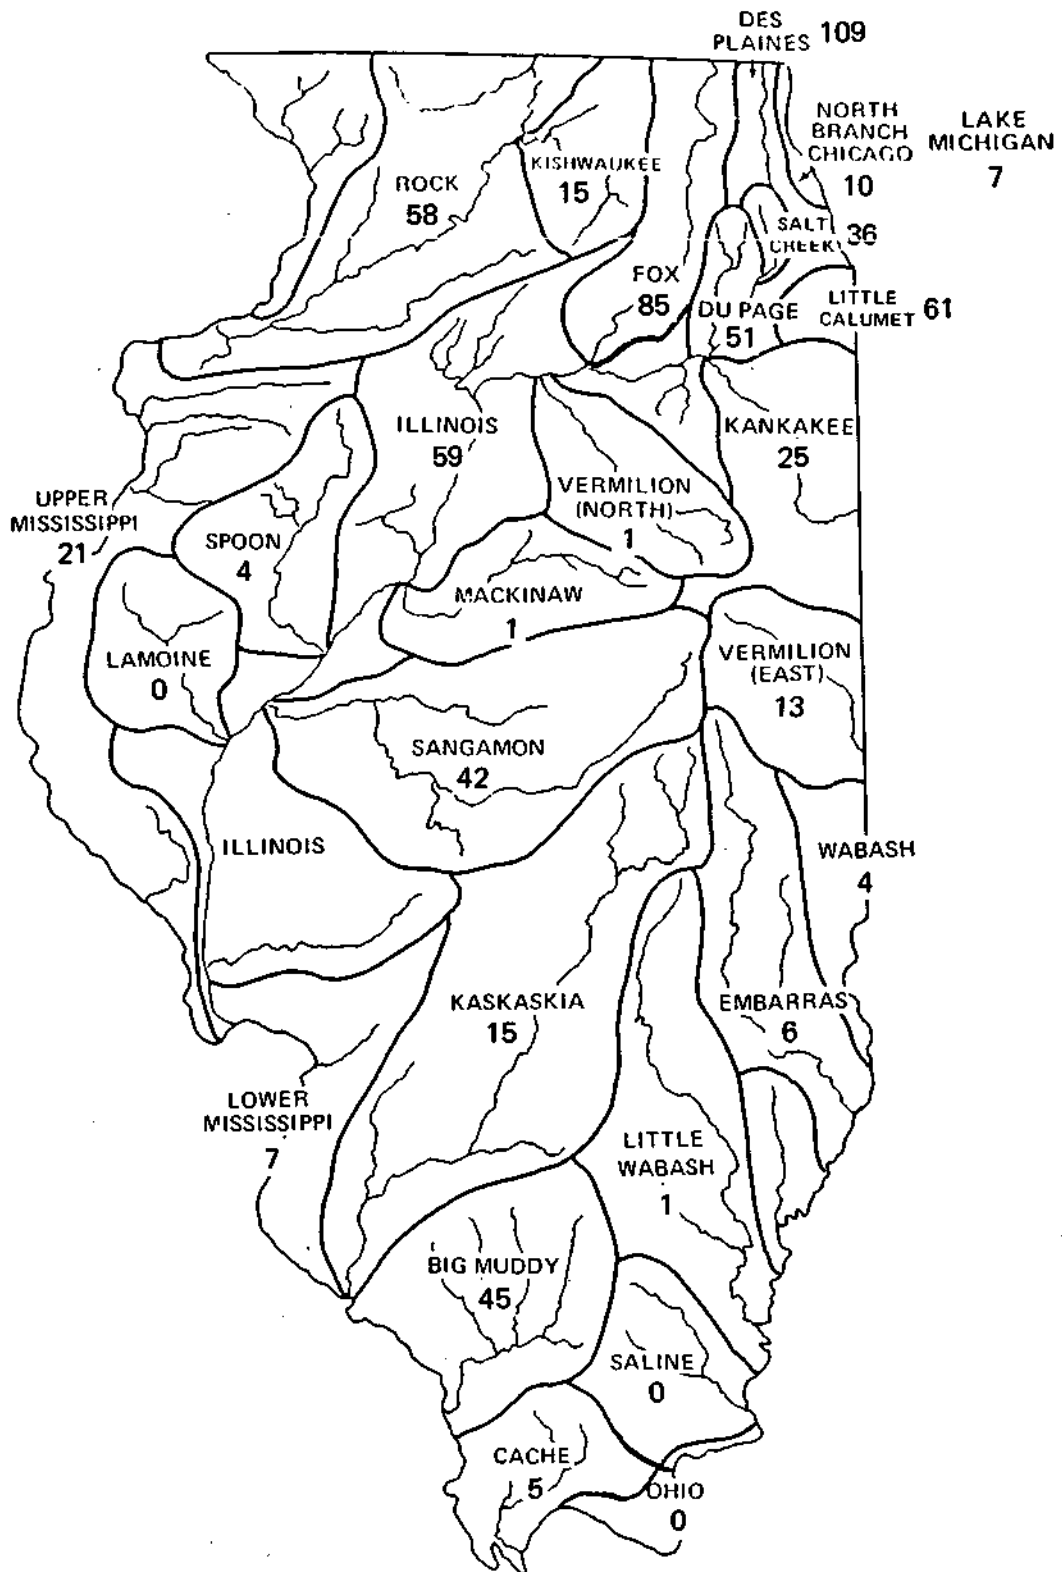 DES
PLAINES 109
NORTH
BRANCH
CHICAGO
10
LAKE
MICHIGAN
7
ROCK
58
KISHWAUKEE
15
SALT
CREEK 36
FOX
85
DU PAGE
51
LITTLE
CALUMET 61
ILLINOIS
59
KANKAKEE
25
UPPER
MISSISSIPPI
21
SPOON
4
VERMILION
(NORTH)
1
MACKINAW
1
LAMOINE
0
VERMILION
(EAST)
13
SANGAMON
42
ILLINOIS
WABASH
4
KASKASKIA
15
EMBARRAS
6
LOWER
MISSISSIPPI
7
LITTLE
WABASH
1
BIG MUDDY
45
SALINE
0
CACHE
5
OHIO
0